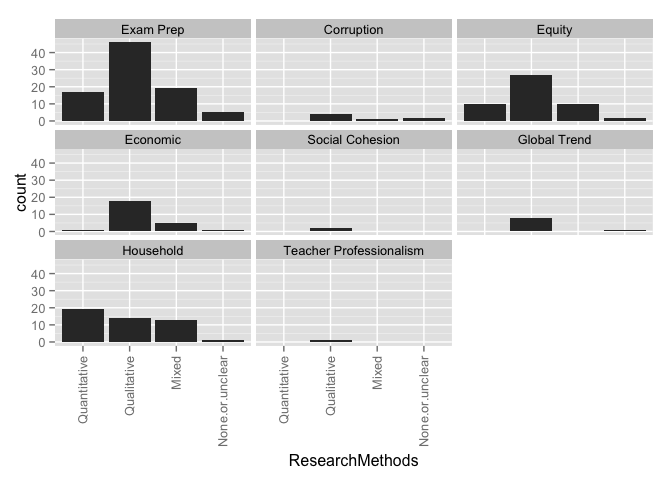 Exam Prep Corruption Equity
40
30
20
10
0
Economic Social Cohesion Global Trend
40
30
20
10
0
count
Household Teacher Professionalism
40
30
20
10
0
Quantitative Qualitative Mixed None.or.unclear Quantitative Qualitative Mixed None.or.unclear
ResearchMethods